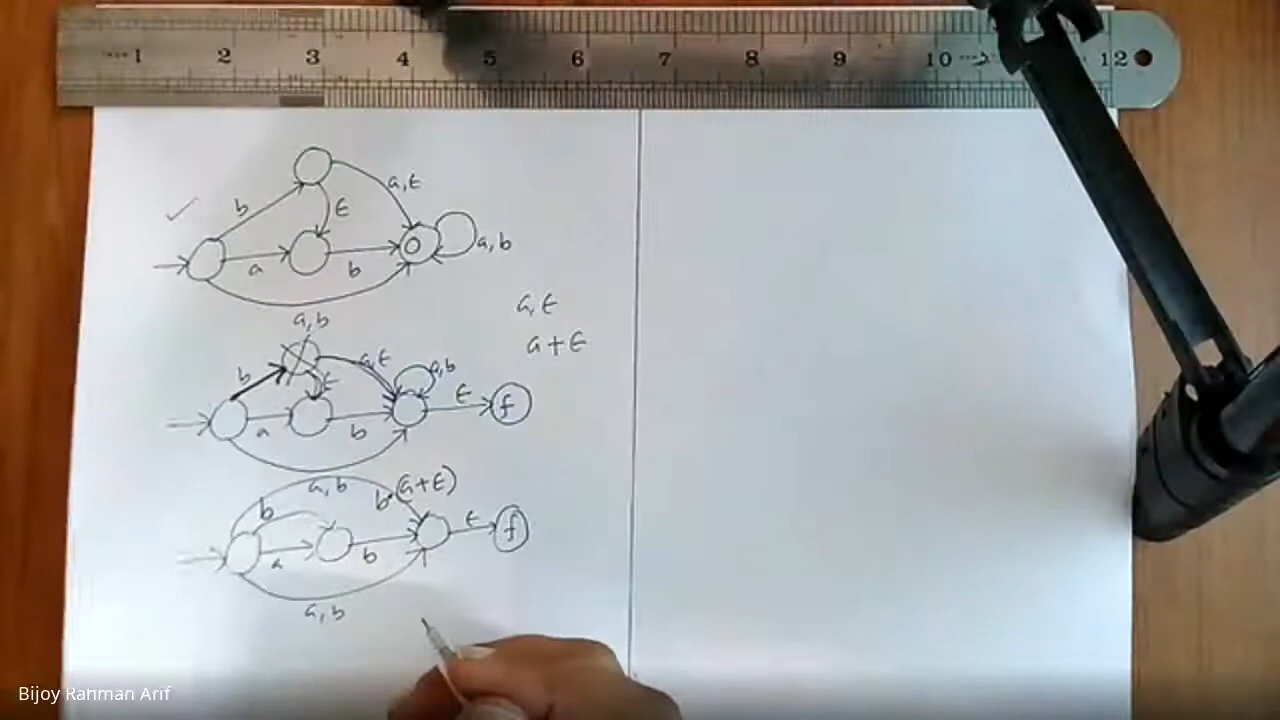 1 2 3 4 5 6 7 8 9 10 12
a,ϵ
b
ϵ
a b
a,b
a,b
a,ϵ
a+ϵ
b a,ϵ a,b
ϵ
ϵ f
a b
a,b
b(a+ϵ)
b
ϵ f
a b
a,b
Bijoy Rahman Arif